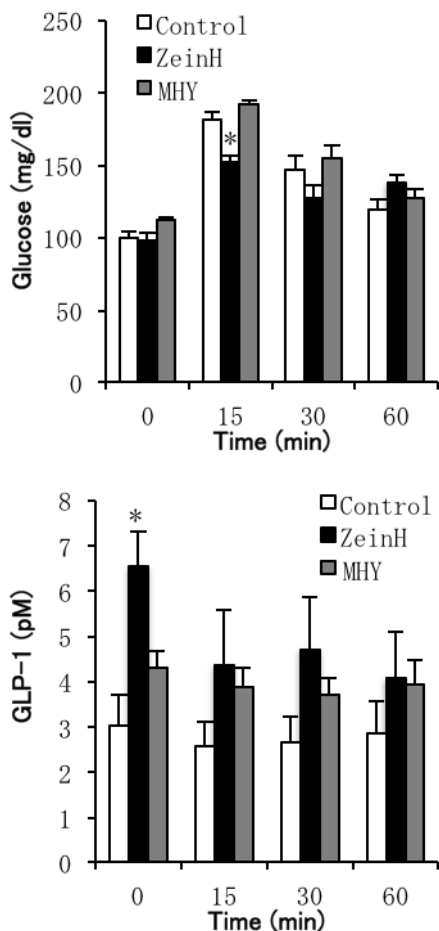 Control
ZeinH
MHY
Glucose (mg/dl)
250
200
150
100
50
0
*
0 15 30 60
Time (min)
Control
ZeinH
MHY
GLP-1 (pM)
8
7
6
5
4
3
2
1
0
*
0 15 30 60
Time (min)